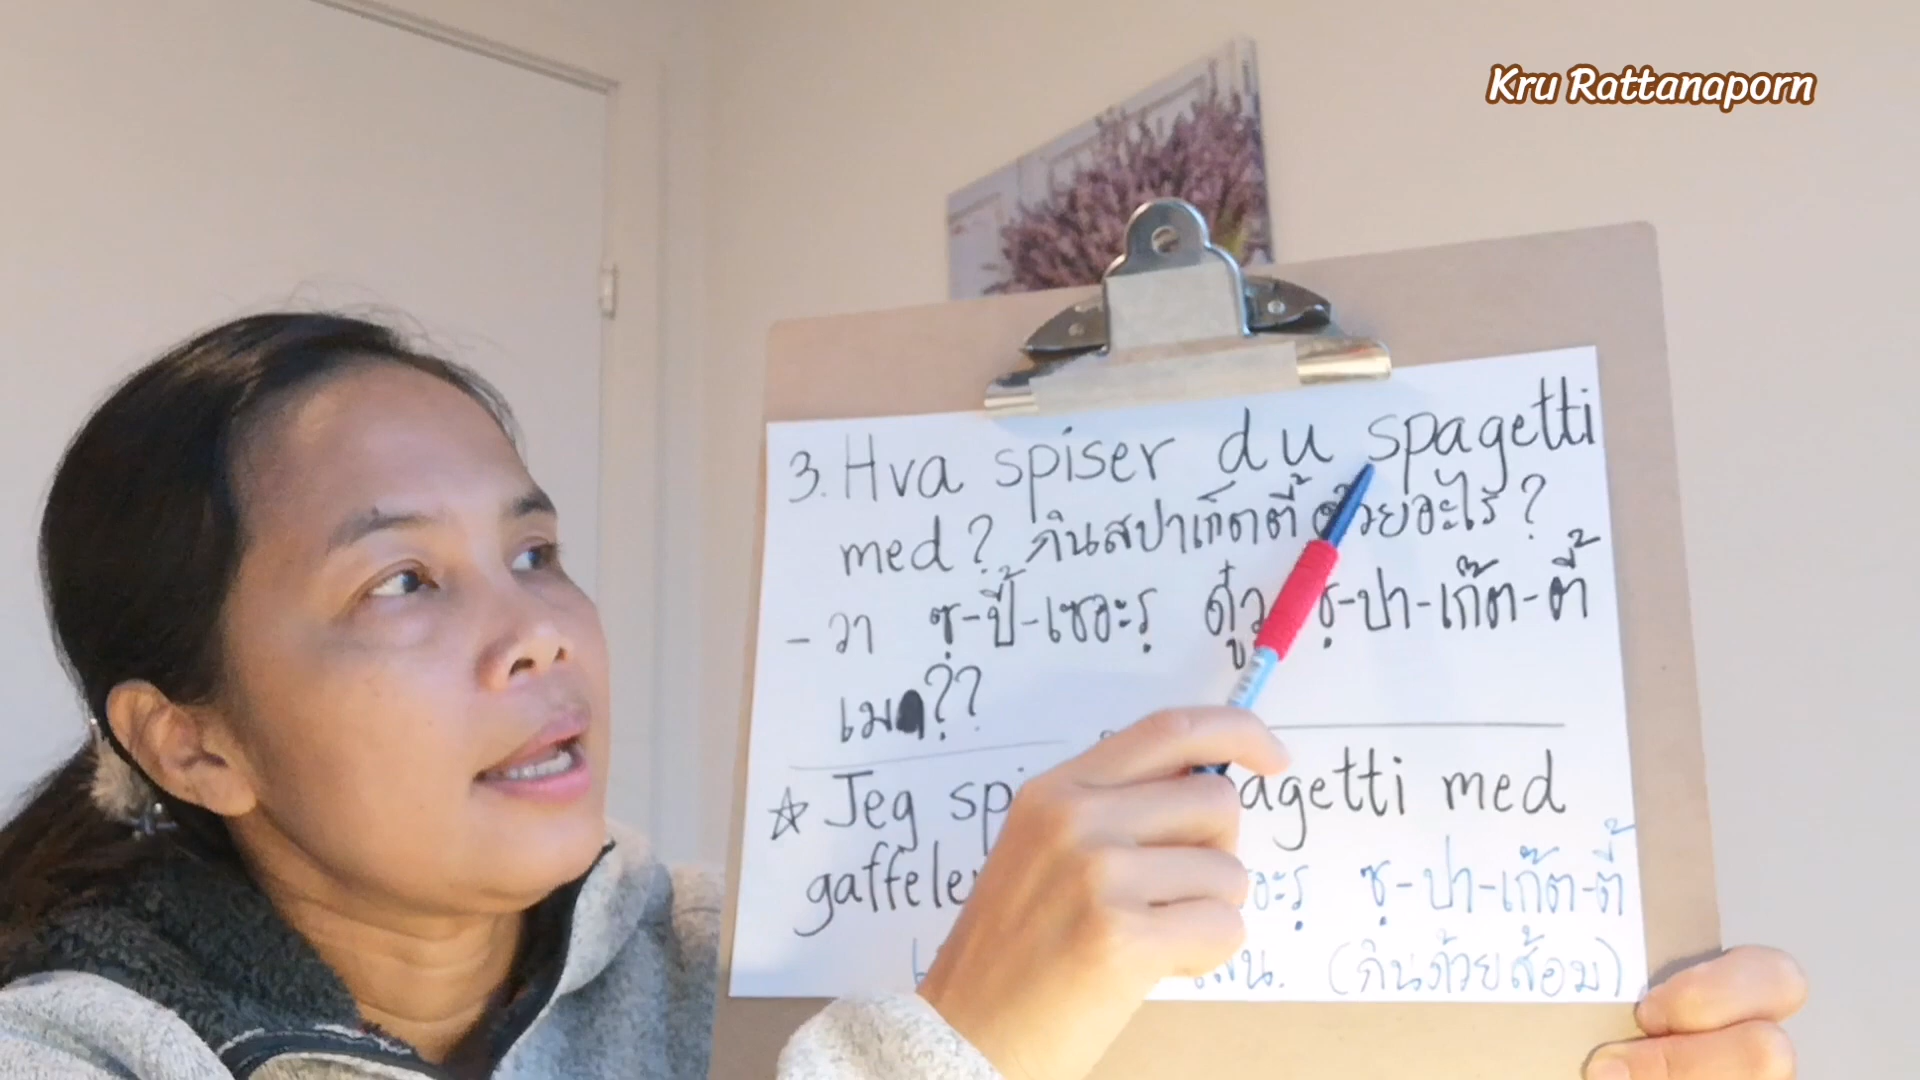 Kru Rattanaporn
3. Hva spiser du spagetti
med? กินสปาเก็ตตี้ ด้วยอะไร?
- วา ซฺ-ปี้-เซอะรฺ ดู๋ว ซฺ-ปา-เก๊ต-ตี้
เม??
☆ Jeg spagetti med
ซฺ-ปา-เก๊ต-ตี้
(กินด้วยส้อม)